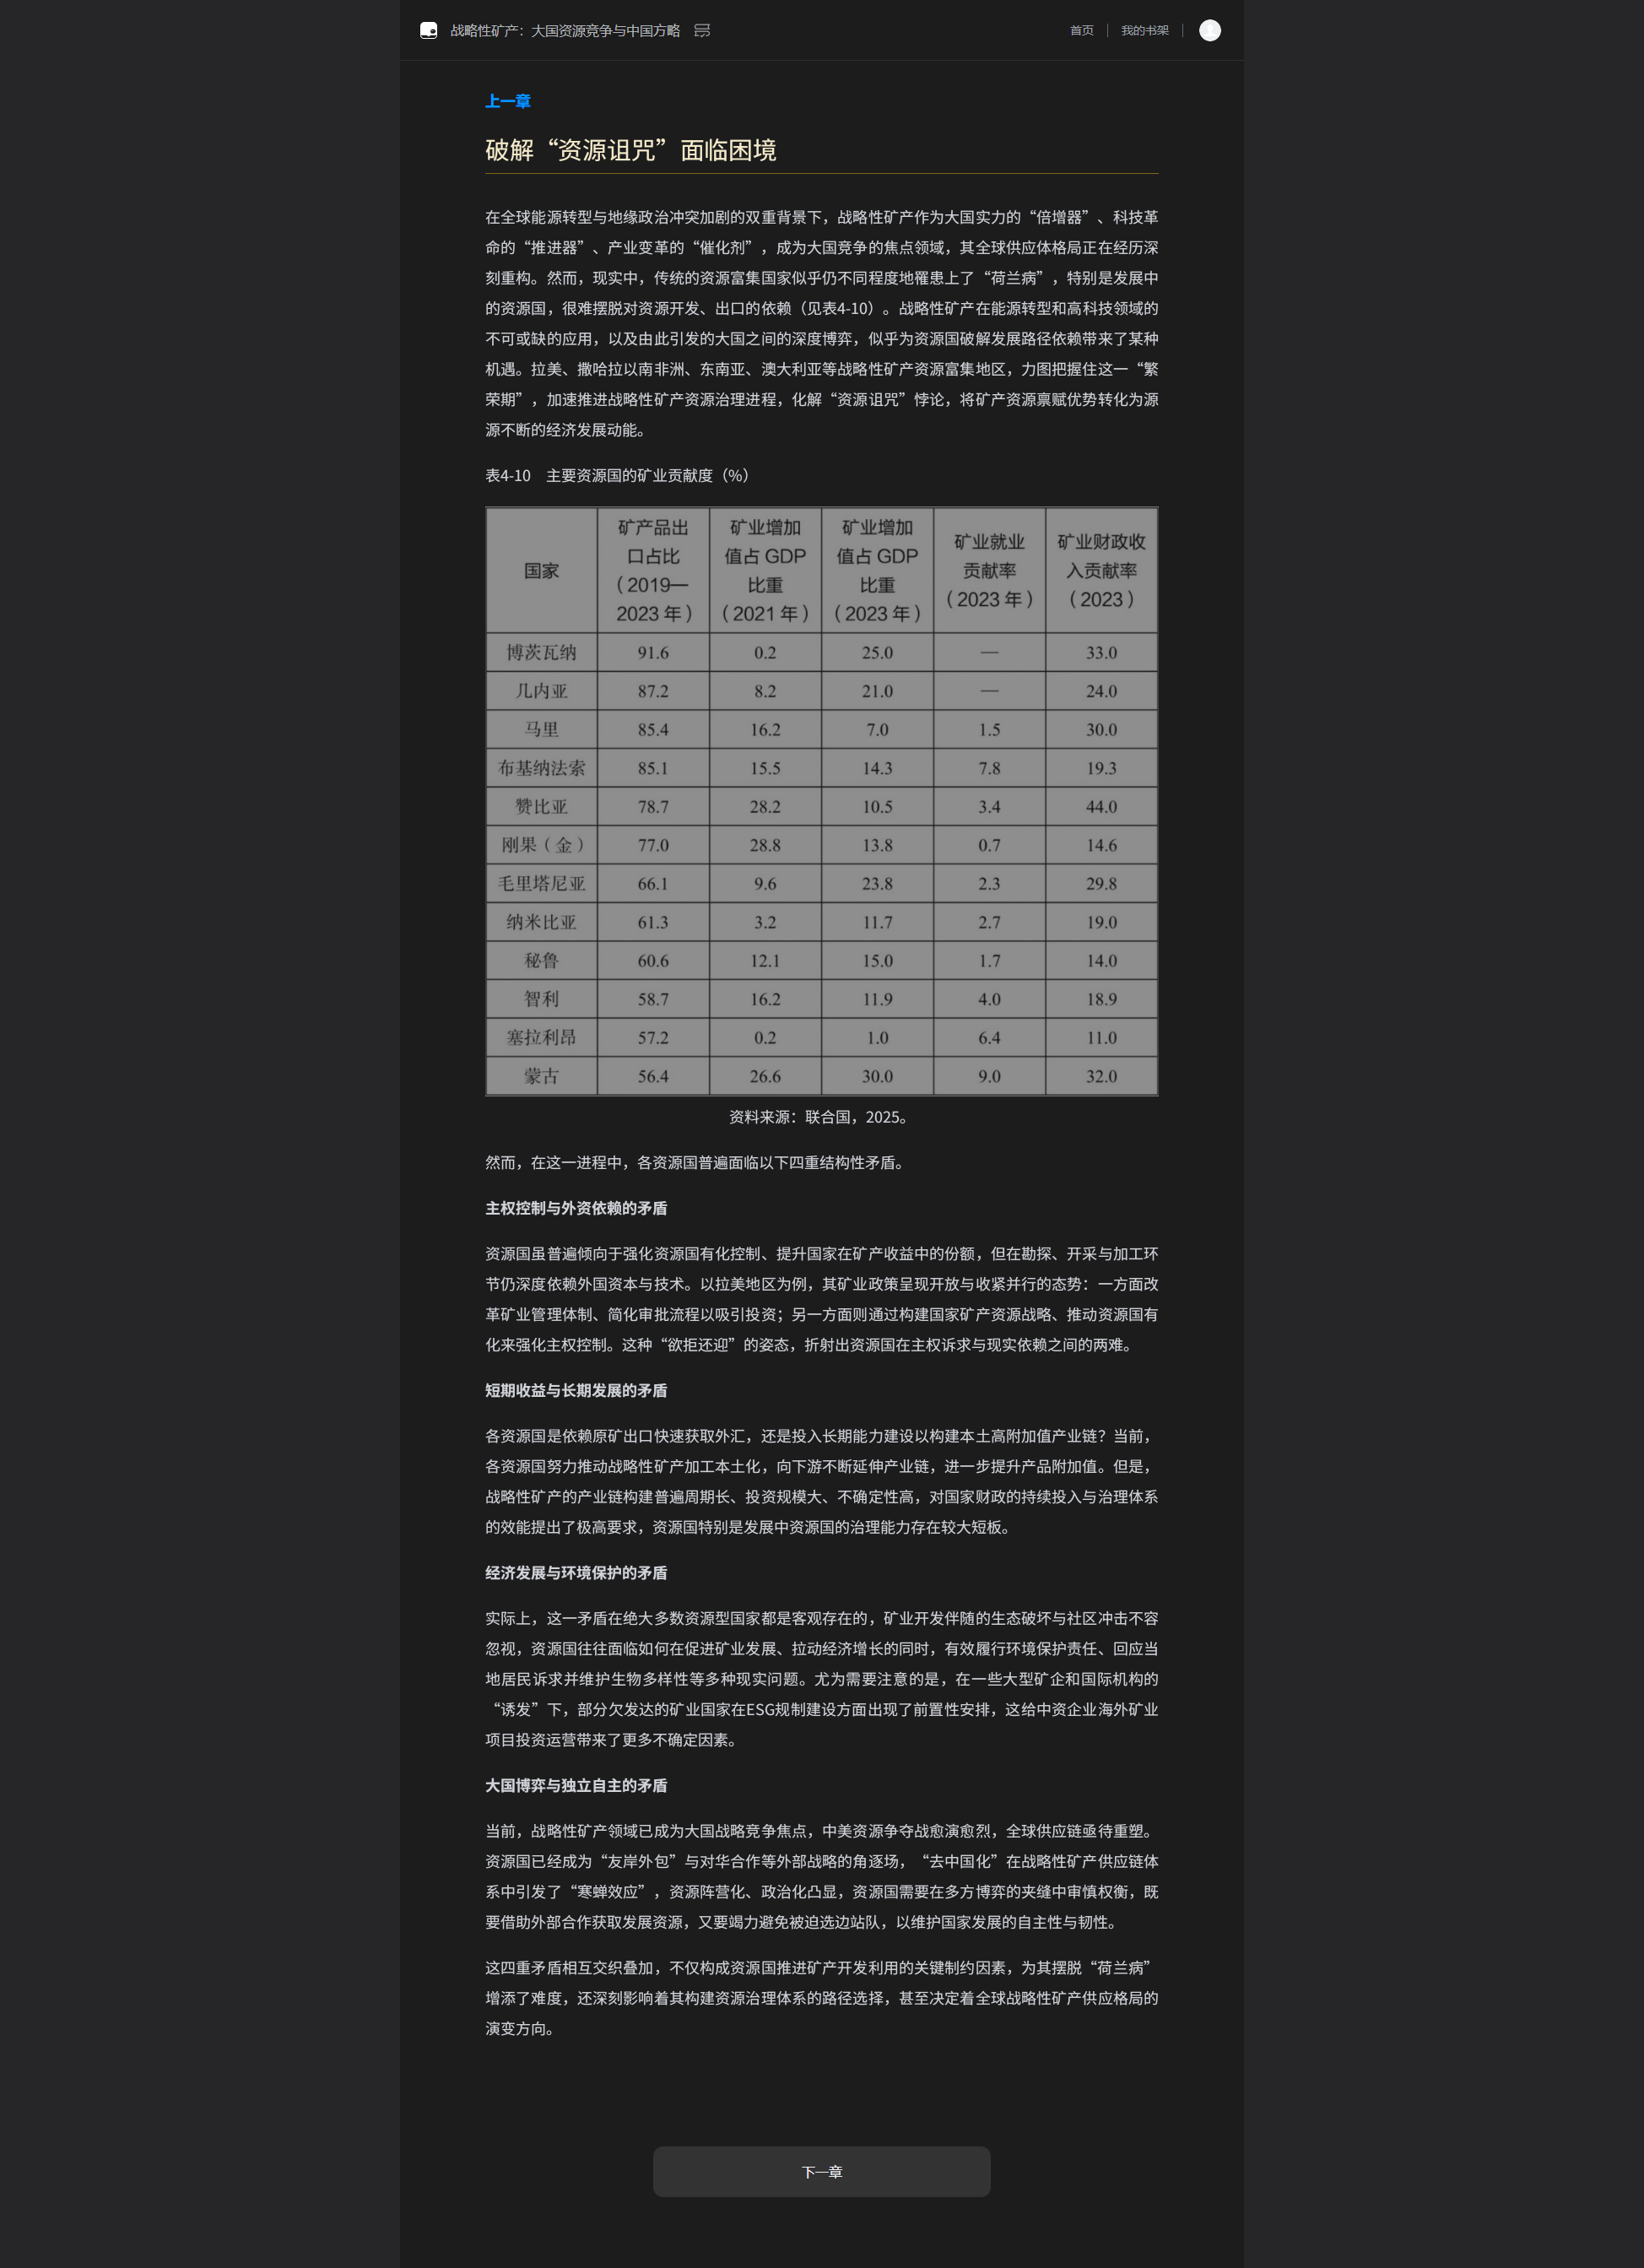 战略性矿产：大国资源竞争与中国方略
首页
我的书架
上一章
破解“资源诅咒”面临困境
在全球能源转型与地缘政治冲突加剧的双重背景下，战略性矿产作为大国实力的“倍增器”、科技革
命的“推进器”、产业变革的“催化剂”，成为大国竞争的焦点领域，其全球供应体格局正在经历深
刻重构。然而，现实中，传统的资源富集国家似乎仍不同程度地罹患上了“荷兰病”，特别是发展中
的资源国，很难摆脱对资源开发、出口的依赖（见表4-10）。战略性矿产在能源转型和高科技领域的
不可或缺的应用，以及由此引发的大国之间的深度博弈，似乎为资源国破解发展路径依赖带来了某种
机遇。拉美、撒哈拉以南非洲、东南亚、澳大利亚等战略性矿产资源富集地区，力图把握住这一“繁
荣期”，加速推进战略性矿产资源治理进程，化解“资源诅咒”悖论，将矿产资源禀赋优势转化为源
源不断的经济发展动能。
表4-10　主要资源国的矿业贡献度（%）
国家 矿产品出口占比（2019—2023 年） 矿业增加值占 GDP 比重（2021 年） 矿业增加值占 GDP 比重（2023 年） 矿业就业贡献率（2023 年） 矿业财政收入贡献率（2023）
博茨瓦纳 91.6 0.2 25.0 — 33.0
几内亚 87.2 8.2 21.0 — 24.0
马里 85.4 16.2 7.0 1.5 30.0
布基纳法索 85.1 15.5 14.3 7.8 19.3
赞比亚 78.7 28.2 10.5 3.4 44.0
刚果（金） 77.0 28.8 13.8 0.7 14.6
毛里塔尼亚 66.1 9.6 23.8 2.3 29.8
纳米比亚 61.3 3.2 11.7 2.7 19.0
秘鲁 60.6 12.1 15.0 1.7 14.0
智利 58.7 16.2 11.9 4.0 18.9
塞拉利昂 57.2 0.2 1.0 6.4 11.0
蒙古 56.4 26.6 30.0 9.0 32.0
资料来源：联合国，2025。
然而，在这一进程中，各资源国普遍面临以下四重结构性矛盾。
主权控制与外资依赖的矛盾
资源国虽普遍倾向于强化资源国有化控制、提升国家在矿产收益中的份额，但在勘探、开采与加工环
节仍深度依赖外国资本与技术。以拉美地区为例，其矿业政策呈现开放与收紧并行的态势：一方面改
革矿业管理体制、简化审批流程以吸引投资；另一方面则通过构建国家矿产资源战略、推动资源国有
化来强化主权控制。这种“欲拒还迎”的姿态，折射出资源国在主权诉求与现实依赖之间的两难。
短期收益与长期发展的矛盾
各资源国是依赖原矿出口快速获取外汇，还是投入长期能力建设以构建本土高附加值产业链？当前，
各资源国努力推动战略性矿产加工本土化，向下游不断延伸产业链，进一步提升产品附加值。但是，
战略性矿产的产业链构建普遍周期长、投资规模大、不确定性高，对国家财政的持续投入与治理体系
的效能提出了极高要求，资源国特别是发展中资源国的治理能力存在较大短板。
经济发展与环境保护的矛盾
实际上，这一矛盾在绝大多数资源型国家都是客观存在的，矿业开发伴随的生态破坏与社区冲击不容
忽视，资源国往往面临如何在促进矿业发展、拉动经济增长的同时，有效履行环境保护责任、回应当
地居民诉求并维护生物多样性等多种现实问题。尤为需要注意的是，在一些大型矿企和国际机构的
“诱发”下，部分欠发达的矿业国家在ESG规制建设方面出现了前置性安排，这给中资企业海外矿业
项目投资运营带来了更多不确定因素。
大国博弈与独立自主的矛盾
当前，战略性矿产领域已成为大国战略竞争焦点，中美资源争夺战愈演愈烈，全球供应链亟待重塑。
资源国已经成为“友岸外包”与对华合作等外部战略的角逐场，“去中国化”在战略性矿产供应链体
系中引发了“寒蝉效应”，资源阵营化、政治化凸显，资源国需要在多方博弈的夹缝中审慎权衡，既
要借助外部合作获取发展资源，又要竭力避免被迫选边站队，以维护国家发展的自主性与韧性。
这四重矛盾相互交织叠加，不仅构成资源国推进矿产开发利用的关键制约因素，为其摆脱“荷兰病”
增添了难度，还深刻影响着其构建资源治理体系的路径选择，甚至决定着全球战略性矿产供应格局的
演变方向。
下一章